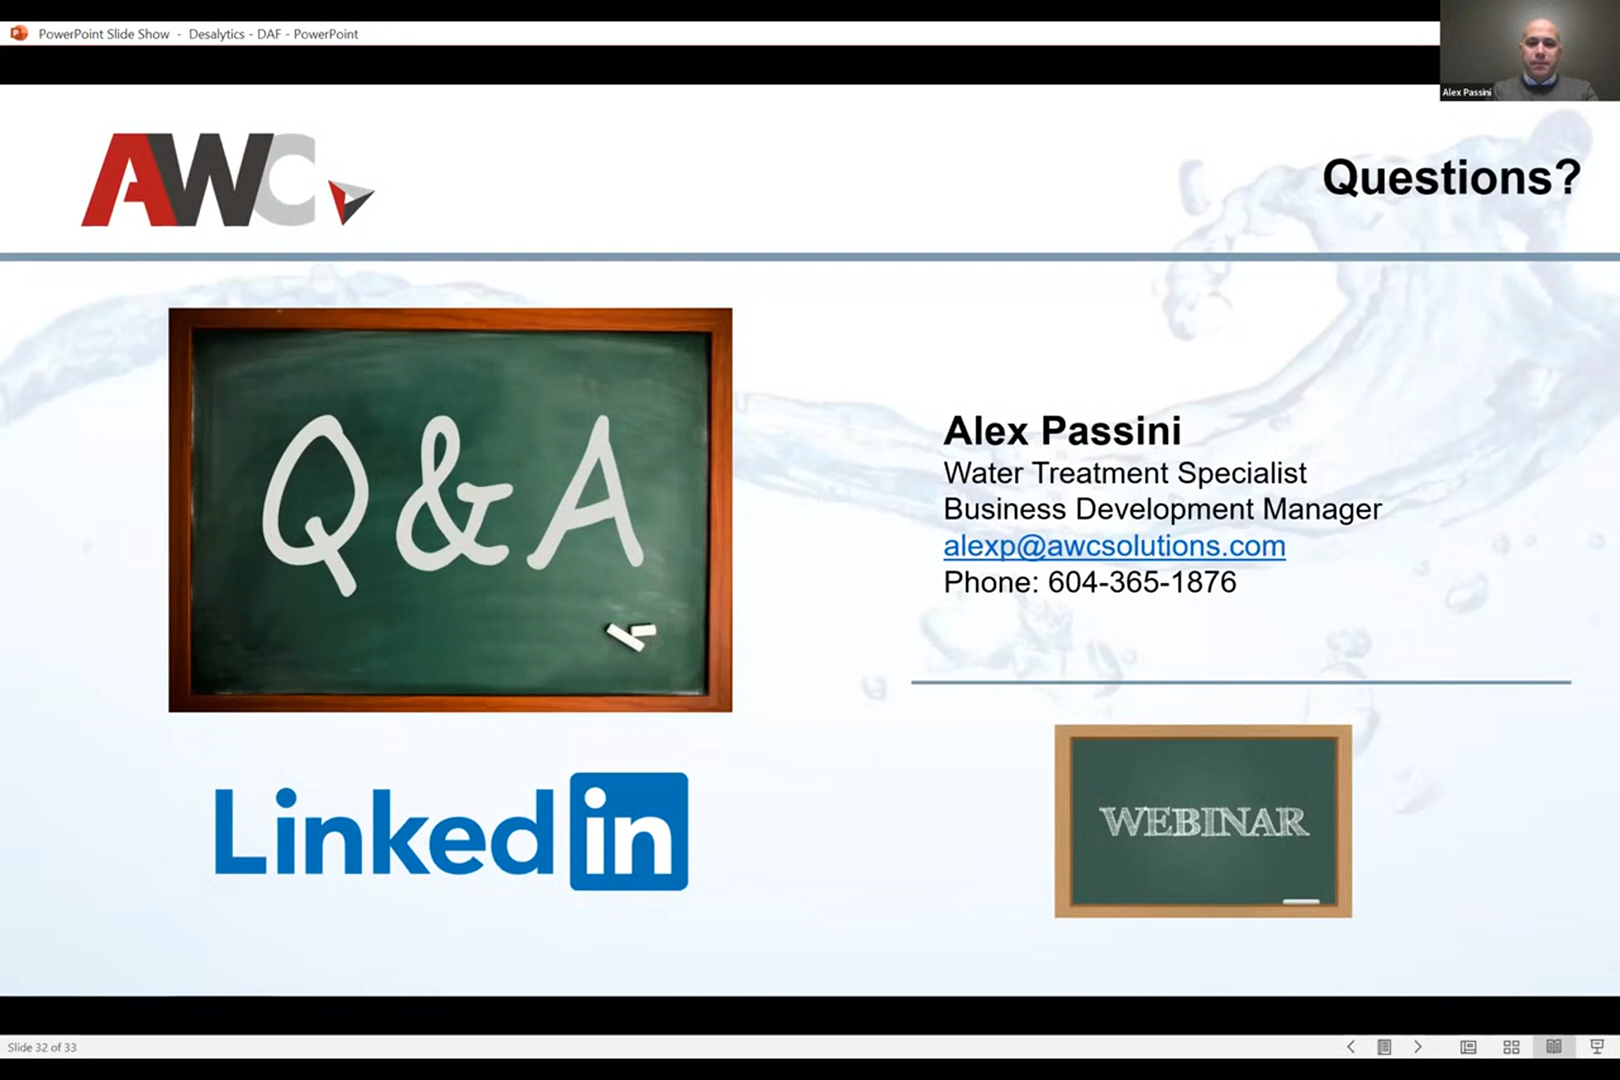 PowerPoint Slide Show - Desalytics - DAF - PowerPoint
Alex Passini
AWC
Questions?
Q & A
Alex Passini
Water Treatment Specialist
Business Development Manager
alexp@awcsolutions.com
Phone: 604-365-1876
Linked in
WEBINAR
Slide 32 of 33